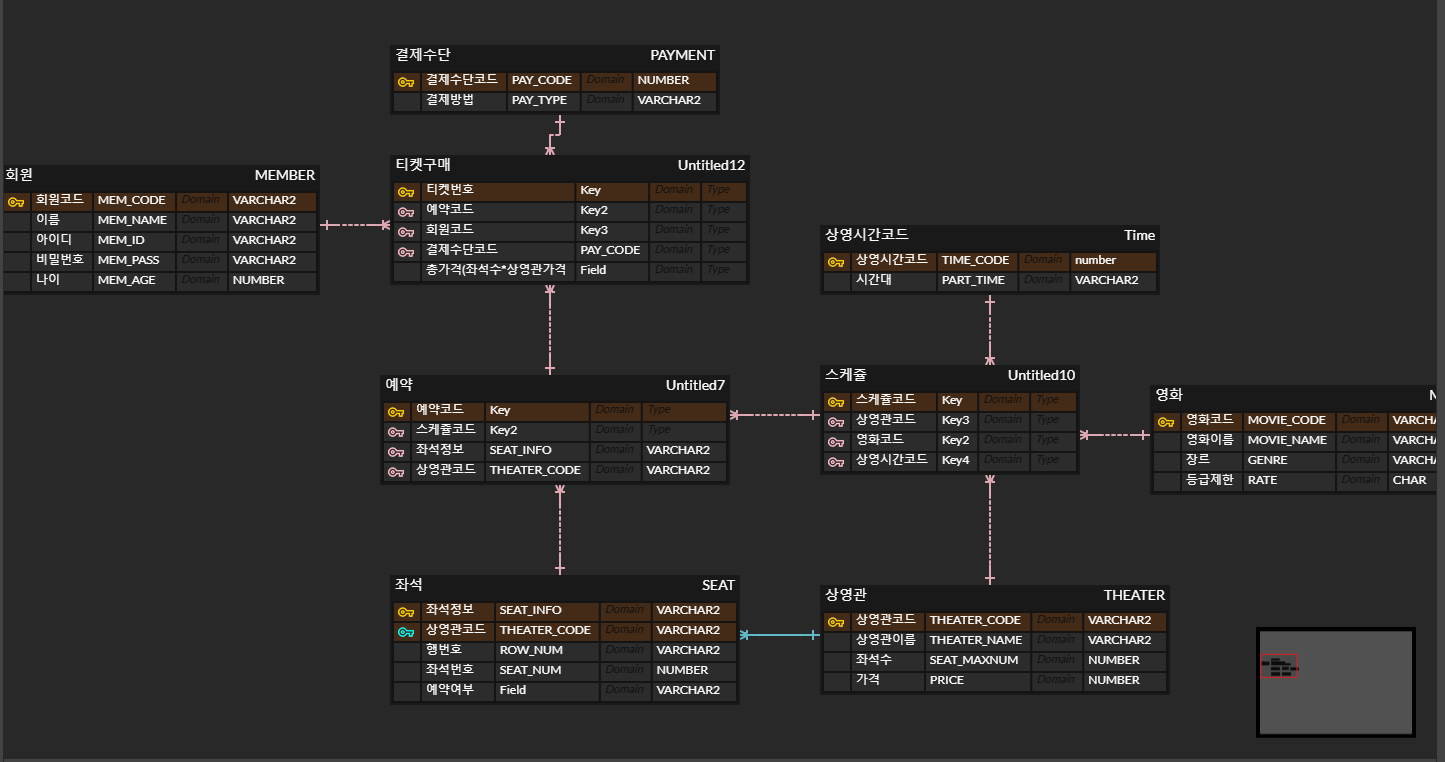 결제수단 PAYMENT
결제수단코드 PAY_CODE Domain NUMBER
결제방법 PAY_TYPE Domain VARCHAR2
회원 MEMBER
회원코드 MEM_CODE Domain VARCHAR2
이름 MEM_NAME Domain VARCHAR2
아이디 MEM_ID Domain VARCHAR2
비밀번호 MEM_PASS Domain VARCHAR2
나이 MEM_AGE Domain NUMBER
티켓구매 Untitled12
티켓번호 Key Domain Type
예약코드 Key2 Domain Type
회원코드 Key3 Domain Type
결제수단코드 PAY_CODE Domain Type
총가격(좌석수*상영관가격 Field Domain Type
상영시간코드 Time
상영시간코드 TIME_CODE Domain number
시간대 PART_TIME Domain VARCHAR2
예약 Untitled7
예약코드 Key Domain Type
스케쥴코드 Key2 Domain Type
좌석정보 SEAT_INFO Domain VARCHAR2
상영관코드 THEATER_CODE Domain VARCHAR2
스케쥴 Untitled10
스케쥴코드 Key Domain Type
상영관코드 Key3 Domain Type
영화코드 Key2 Domain Type
상영시간코드 Key4 Domain Type
영화
영화코드 MOVIE_CODE Domain VARCH
영화이름 MOVIE_NAME Domain VARCH
장르 GENRE Domain VARCH
등급제한 RATE Domain CHAR
좌석 SEAT
좌석정보 SEAT_INFO Domain VARCHAR2
상영관코드 THEATER_CODE Domain VARCHAR2
행번호 ROW_NUM Domain VARCHAR2
좌석번호 SEAT_NUM Domain NUMBER
예약여부 Field Domain VARCHAR2
상영관 THEATER
상영관코드 THEATER_CODE Domain VARCHAR2
상영관이름 THEATER_NAME Domain VARCHAR2
좌석수 SEAT_MAXNUM Domain NUMBER
가격 PRICE Domain NUMBER